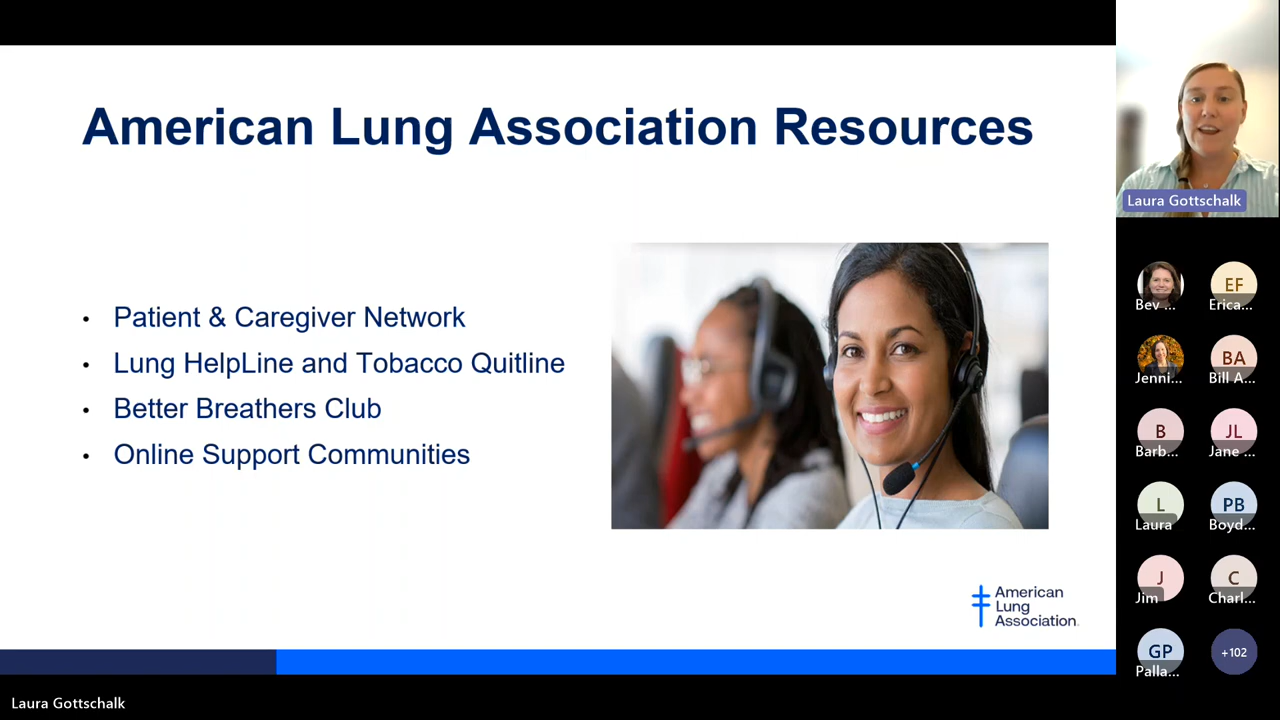 American Lung Association Resources
• Patient & Caregiver Network
• Lung HelpLine and Tobacco Quitline
• Better Breathers Club
• Online Support Communities
American
Lung
Association.
Laura Gottschalk
Bev ...
EF
Erica...
Jenni...
BA
Bill A...
B
Barb...
JL
Jane ...
L
Laura
PB
Boyd...
J
Jim
C
Charl...
GP
Palla...
+102
Laura Gottschalk